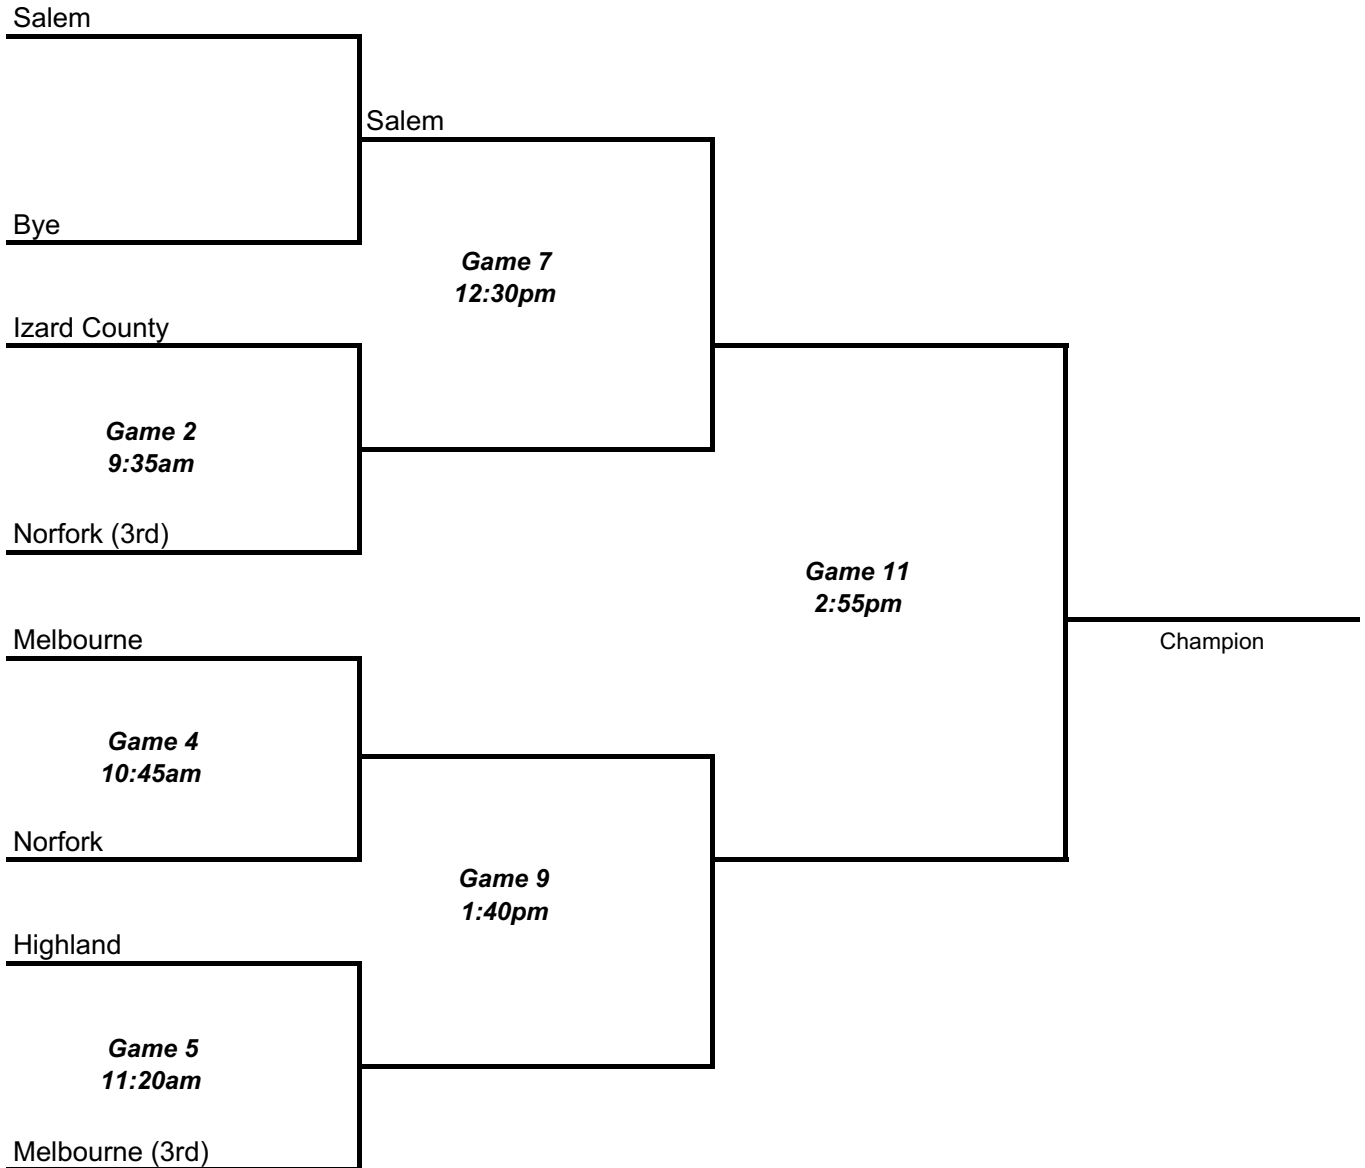 Salem
Salem
Bye
Game 7
12:30pm
Izard County
Game 2
9:35am
Norfork (3rd)
Game 11
2:55pm
Melbourne
Champion
Game 4
10:45am
Norfork
Game 9
1:40pm
Highland
Game 5
11:20am
Melbourne (3rd)